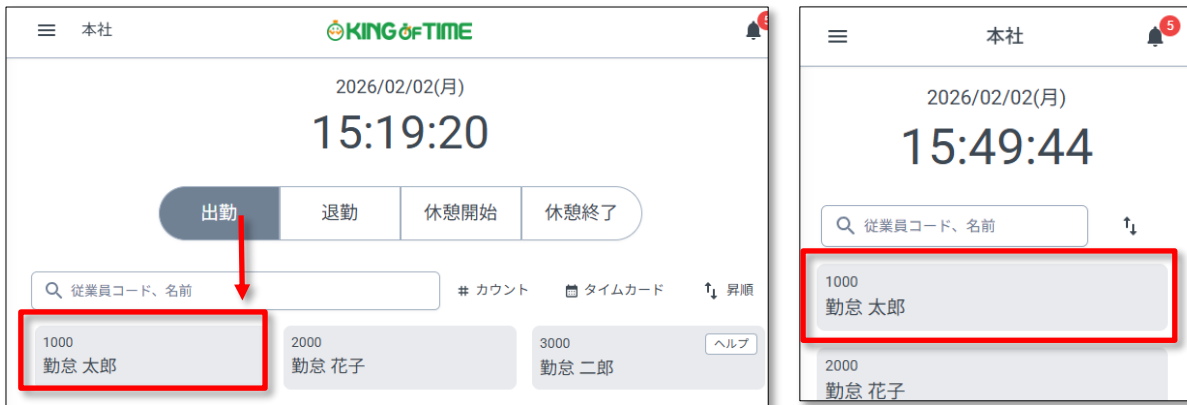 本社
KING OF TIME
2026/02/02(月)
15:19:20
出勤 退勤 休憩開始 休憩終了
従業員コード、名前 # カウント タイムカード 昇順
1000 2000 3000 ヘルプ
勤怠 太郎 勤怠 花子 勤怠 二郎
本社 5
2026/02/02(月)
15:49:44
従業員コード、名前
1000
勤怠 太郎
2000
勤怠 花子